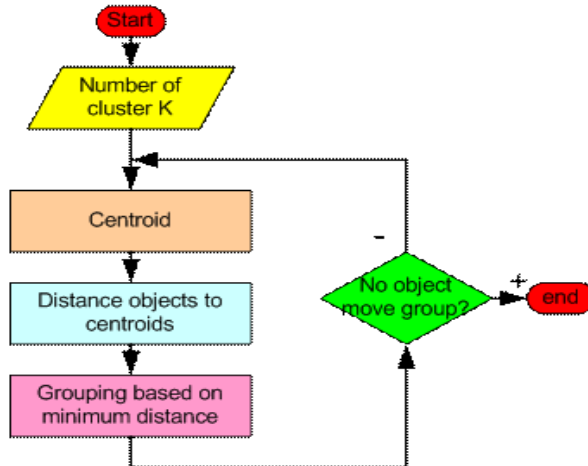 Start
Number of
cluster K
Centroid
Distance objects to
centroids
Grouping based on
minimum distance
-
No object
move group?
+
end